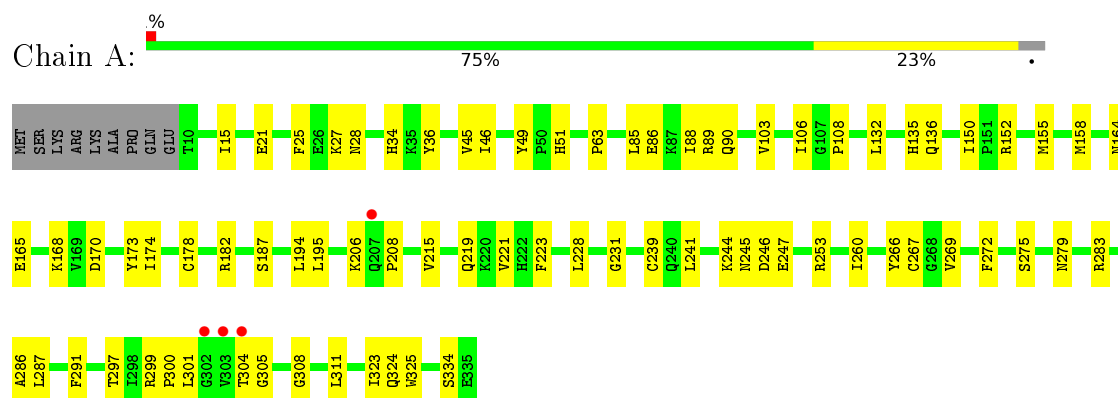 .%
Chain A:
75% 23% •
MET SER LYS ARG LYS ALA PRO GLN GLU T10 I15 E21 F25 E26 K27 N28 H34 K35 Y36 V45 I46 Y49 P50 H51 P63 L85 E86 K87 I88 R89 Q90 V103 I106 G107 P108 L132 H135 Q136 I150 P151 R152 M155 M158
E165 K168 V169 D170 Y173 I174 C178 R182 S187 L194 L195 K206 Q207 P208 V215 Q219 K220 V221 H222 F223 L228 G231 C239 Q240 L241 K244 N245 D246 E247 R253 I260 Y266 C267 G268 V269 F272 S275 N279 R283
A286 L287 F291 T297 I298 R299 P300 L301 G302 V303 T304 G305 G308 L311 I323 Q324 W325 S334 E335